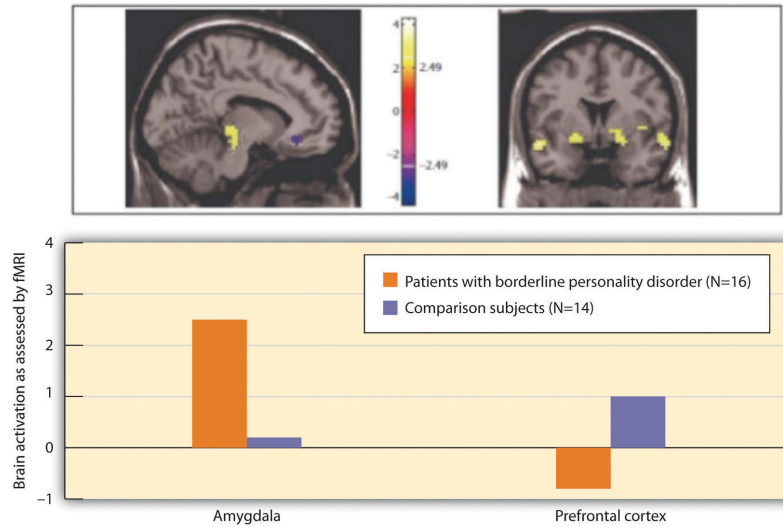 4
2
2.49
0
-2
-2.49
-4
Brain activation as assessed by fMRI
4
3
2
1
0
–1
Patients with borderline personality disorder (N=16)
Comparison subjects (N=14)
Amygdala
Prefrontal cortex